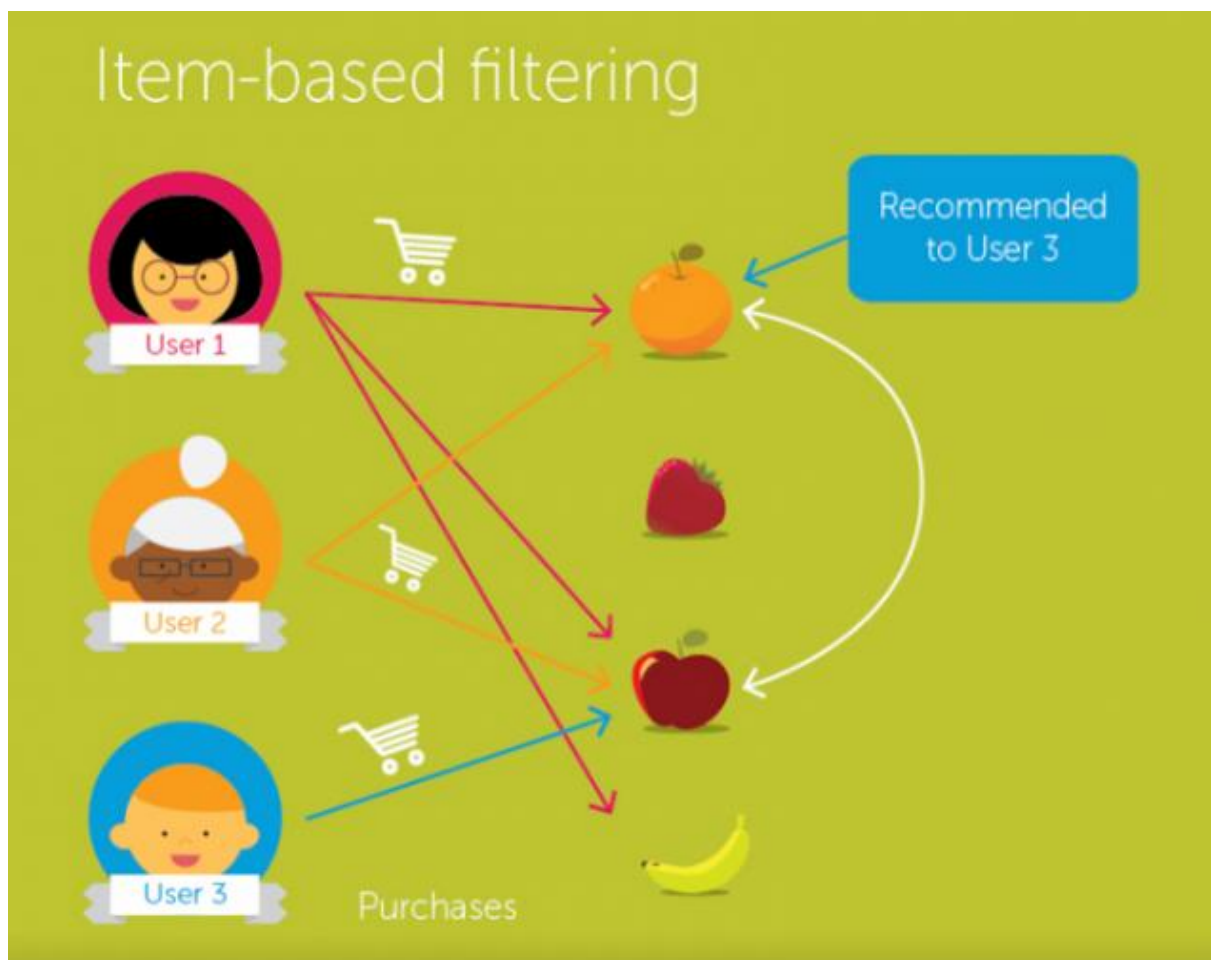 Item-based filtering
Recommended
to User 3
User 1
User 2
User 3
Purchases